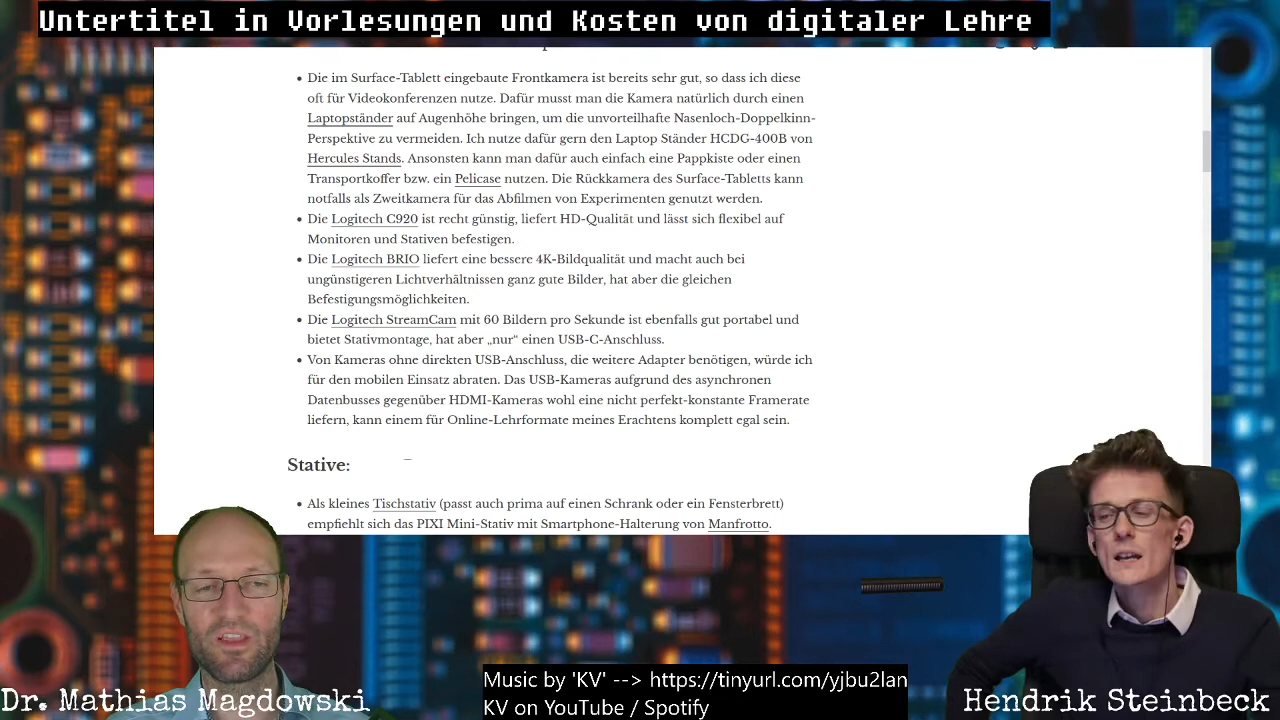 Untertitel in Vorlesungen und Kosten von digitaler Lehre
• Die im Surface-Tablett eingebaute Frontkamera ist bereits sehr gut, so dass ich diese
oft für Videokonferenzen nutze. Dafür musst man die Kamera natürlich durch einen
Laptopständer auf Augenhöhe bringen, um die unvorteilhafte Nasenloch-Doppelkinn-
Perspektive zu vermeiden. Ich nutze dafür gern den Laptop Ständer HCDG-400B von
Hercules Stands. Ansonsten kann man dafür auch einfach eine Pappkiste oder einen
Transportkoffer bzw. ein Pelicase nutzen. Die Rückkamera des Surface-Tabletts kann
notfalls als Zweitkamera für das Abfilmen von Experimenten genutzt werden.
• Die Logitech C920 ist recht günstig, liefert HD-Qualität und lässt sich flexibel auf
Monitoren und Stativen befestigen.
• Die Logitech BRIO liefert eine bessere 4K-Bildqualität und macht auch bei
ungünstigeren Lichtverhältnissen ganz gute Bilder, hat aber die gleichen
Befestigungsmöglichkeiten.
• Die Logitech StreamCam mit 60 Bildern pro Sekunde ist ebenfalls gut portabel und
bietet Stativmontage, hat aber „nur“ einen USB-C-Anschluss.
• Von Kameras ohne direkten USB-Anschluss, die weitere Adapter benötigen, würde ich
für den mobilen Einsatz abraten. Das USB-Kameras aufgrund des asynchronen
Datenbusses gegenüber HDMI-Kameras wohl eine nicht perfekt-konstante Framerate
liefern, kann einem für Online-Lehrformate meines Erachtens komplett egal sein.
Stative:
• Als kleines Tischstativ (passt auch prima auf einen Schrank oder ein Fensterbrett)
empfiehlt sich das PIXI Mini-Stativ mit Smartphone-Halterung von Manfrotto.
Dr. Mathias Magdowski
Music by 'KV' --> https://tinyurl.com/yjbu2lan
KV on YouTube / Spotify
Hendrik Steinbeck